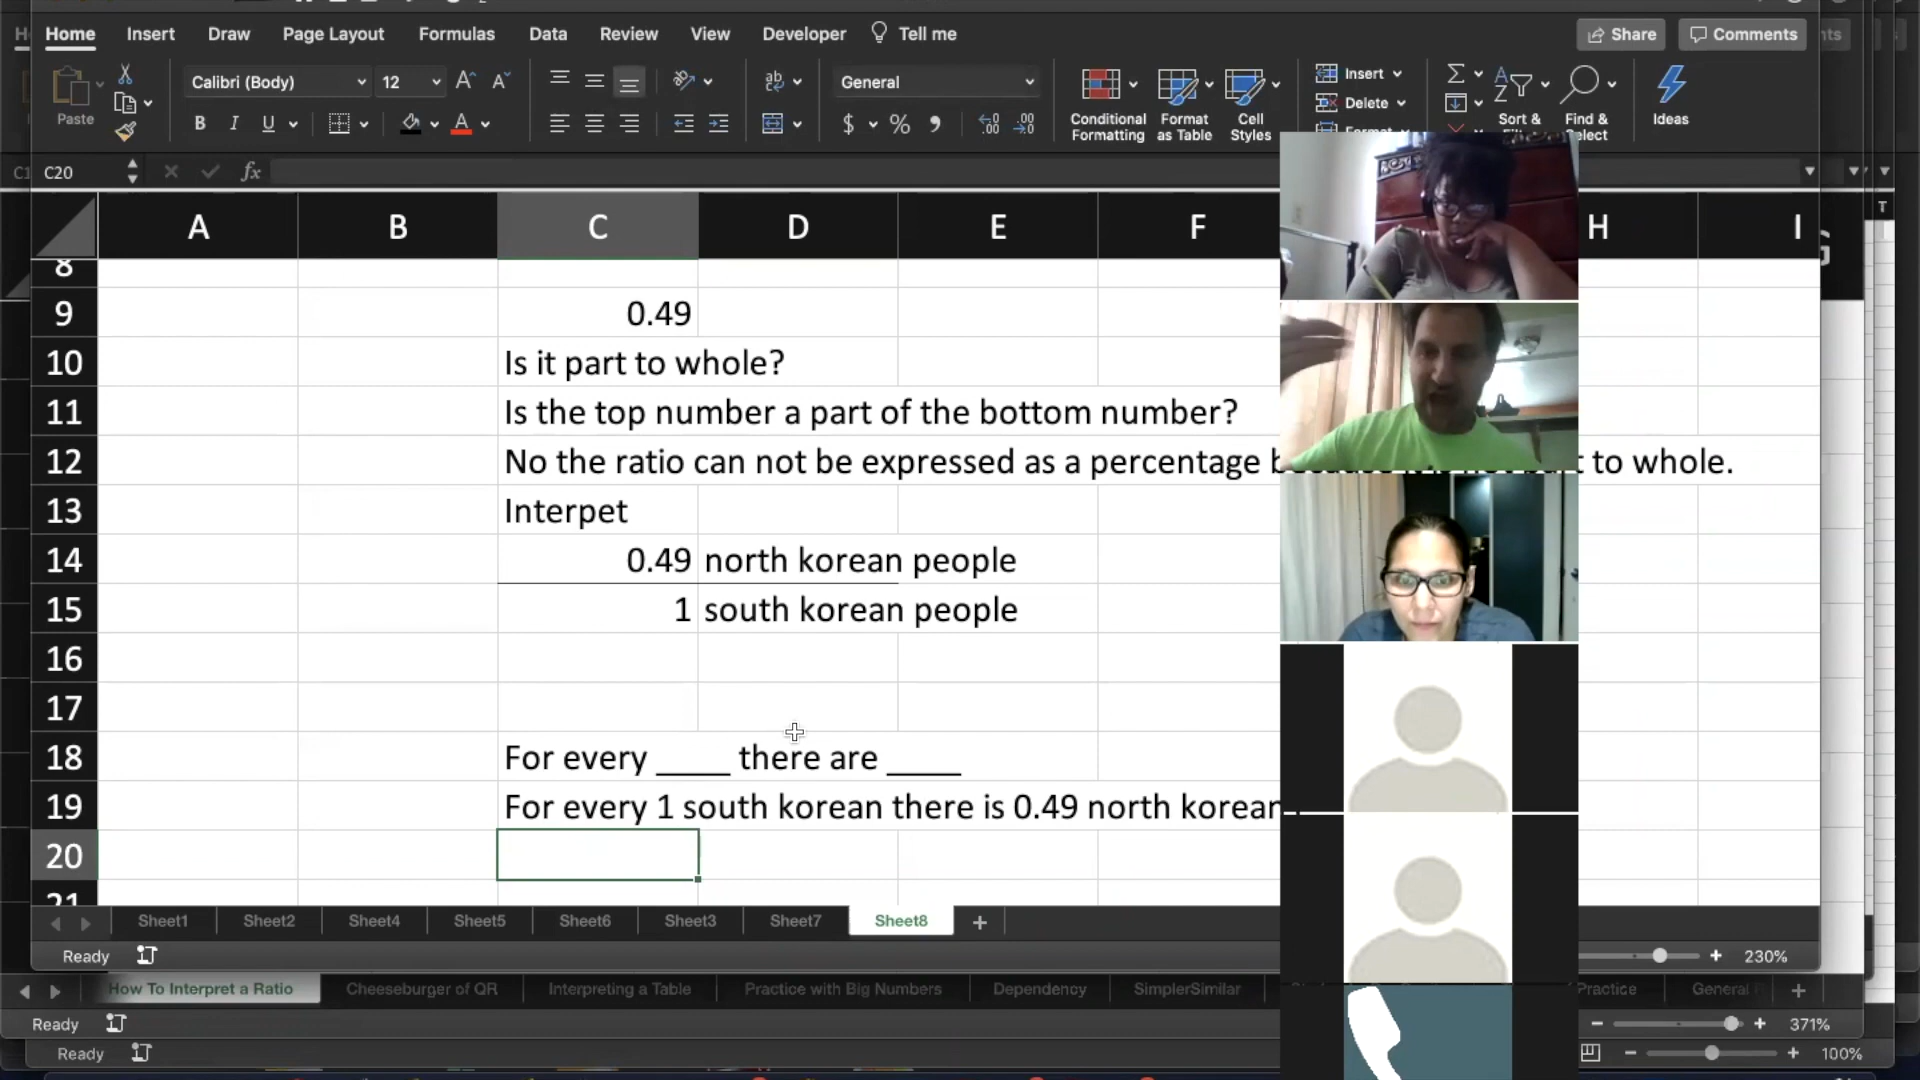 Home Insert Draw Page Layout Formulas Data Review View Developer Tell me Share Comments
Paste Calibri (Body) 12 General Conditional Formatting Format as Table Cell Styles Insert Delete Sort & Find & Select Ideas
C20 fx
A B C D E F H I
8
9 0.49
10 Is it part to whole?
11 Is the top number a part of the bottom number?
12 No the ratio can not be expressed as a percentage to whole.
13 Interpet
14 0.49 north korean people
15 1 south korean people
16
17
18 For every ____ there are ____
19 For every 1 south korean there is 0.49 north korean
20
21
Sheet1 Sheet2 Sheet4 Sheet5 Sheet6 Sheet3 Sheet7 Sheet8 +
Ready 230%
How To Interpret a Ratio Cheeseburger of QR Interpreting a Table Practice with Big Numbers Dependency SimplerSimilar Practice General
Ready 371%
Ready 100%